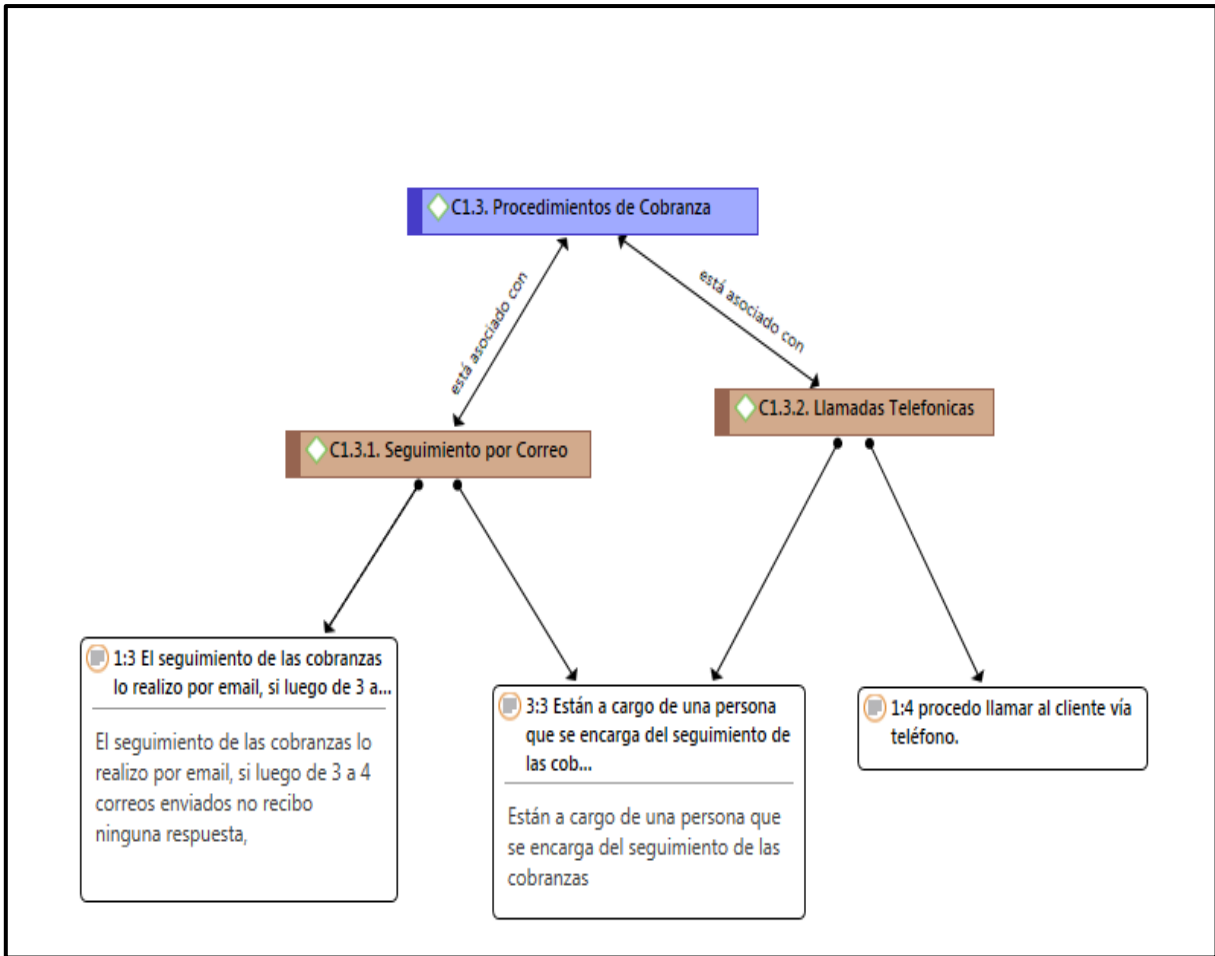 C1.3. Procedimientos de Cobranza
está asociado con
está asociado con
C1.3.2. Llamadas Telefonicas
C1.3.1. Seguimiento por Correo
1:3 El seguimiento de las cobranzas
lo realizo por email, si luego de 3 a...
El seguimiento de las cobranzas lo
realizo por email, si luego de 3 a 4
correos enviados no recibo
ninguna respuesta,
3:3 Están a cargo de una persona
que se encarga del seguimiento de
las cob...
Están a cargo de una persona que
se encarga del seguimiento de las
cobranzas
1:4 procedo llamar al cliente vía
teléfono.